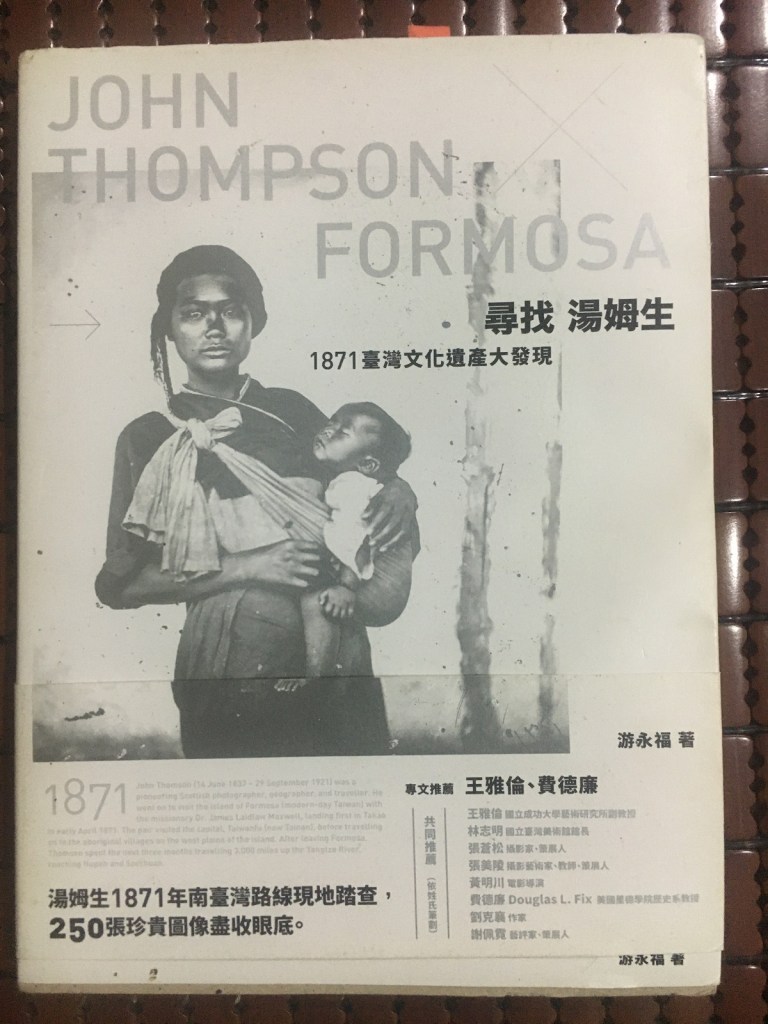 JOHN
THOMPSON
FORMOSA
尋找 湯姆生
1871臺灣文化遺產大發現
游永福 著
1871
John Thomson (14 June 1837 – 29 September 1921) was a
pioneering Scottish photographer, geographer, and traveller. He
went on to visit the island of Formosa (modern-day Taiwan) with
the missionary Dr. James Laidlaw Maxwell, landing first in Takao
in early April 1871. The pair visited the capital, Taiwanfu (now Tainan), before travelling
on to the aboriginal villages on the west plains of the island. After leaving Formosa,
Thomson spent the next three months travelling 3,000 miles up the Yangtze River,
reaching Hupeh and Szechuan.
湯姆生1871年南臺灣路線現地踏查，
250張珍貴圖像盡收眼底。
專文推薦 王雅倫、費德廉
共同推薦（依姓氏筆劃）
王雅倫 國立成功大學藝術研究所副教授
林志明 國立臺灣美術館館長
張蒼松 攝影家·策展人
張美陵 攝影藝術家、教師·策展人
黃明川 電影導演
費德廉 Douglas L. Fix 美國里德學院歷史系教授
劉克襄 作家
謝佩霓 藝評家·策展人
游永福 著